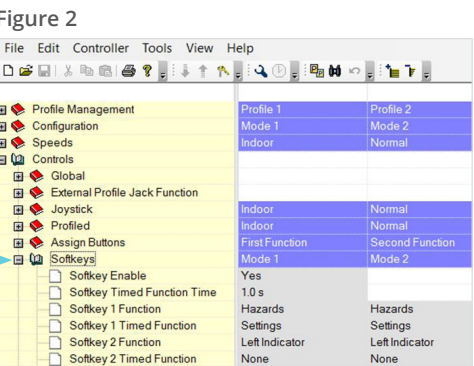 Figure 2
File Edit Controller Tools View Help
Profile Management Profile 1 Profile 2
Configuration Mode 1 Mode 2
Speeds Indoor Normal
Controls
Global
External Profile Jack Function
Joystick Indoor Normal
Profiled Indoor Normal
Assign Buttons First Function Second Function
Softkeys Mode 1 Mode 2
Softkey Enable Yes
Softkey Timed Function Time 1.0 s
Softkey 1 Function Hazards Hazards
Softkey 1 Timed Function Settings Settings
Softkey 2 Function Left Indicator Left Indicator
Softkey 2 Timed Function None None